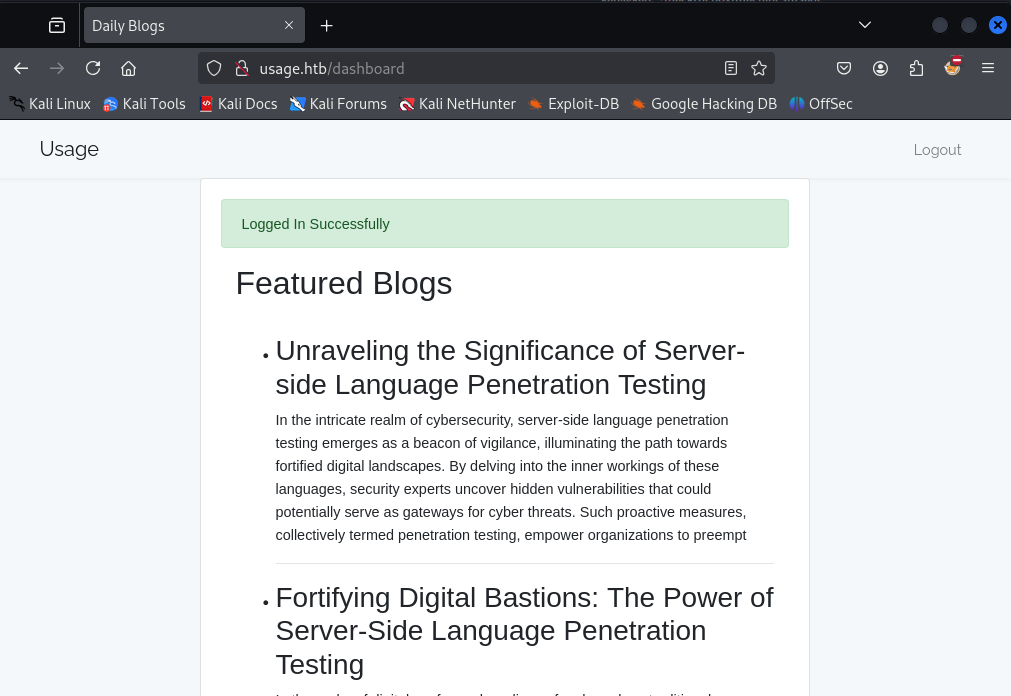 Daily Blogs
usage.htb/dashboard
Kali Linux Kali Tools Kali Docs Kali Forums Kali NetHunter Exploit-DB Google Hacking DB OffSec
Usage Logout
Logged In Successfully
Featured Blogs
Unraveling the Significance of Server-
side Language Penetration Testing
In the intricate realm of cybersecurity, server-side language penetration
testing emerges as a beacon of vigilance, illuminating the path towards
fortified digital landscapes. By delving into the inner workings of these
languages, security experts uncover hidden vulnerabilities that could
potentially serve as gateways for cyber threats. Such proactive measures,
collectively termed penetration testing, empower organizations to preempt
Fortifying Digital Bastions: The Power of
Server-Side Language Penetration
Testing